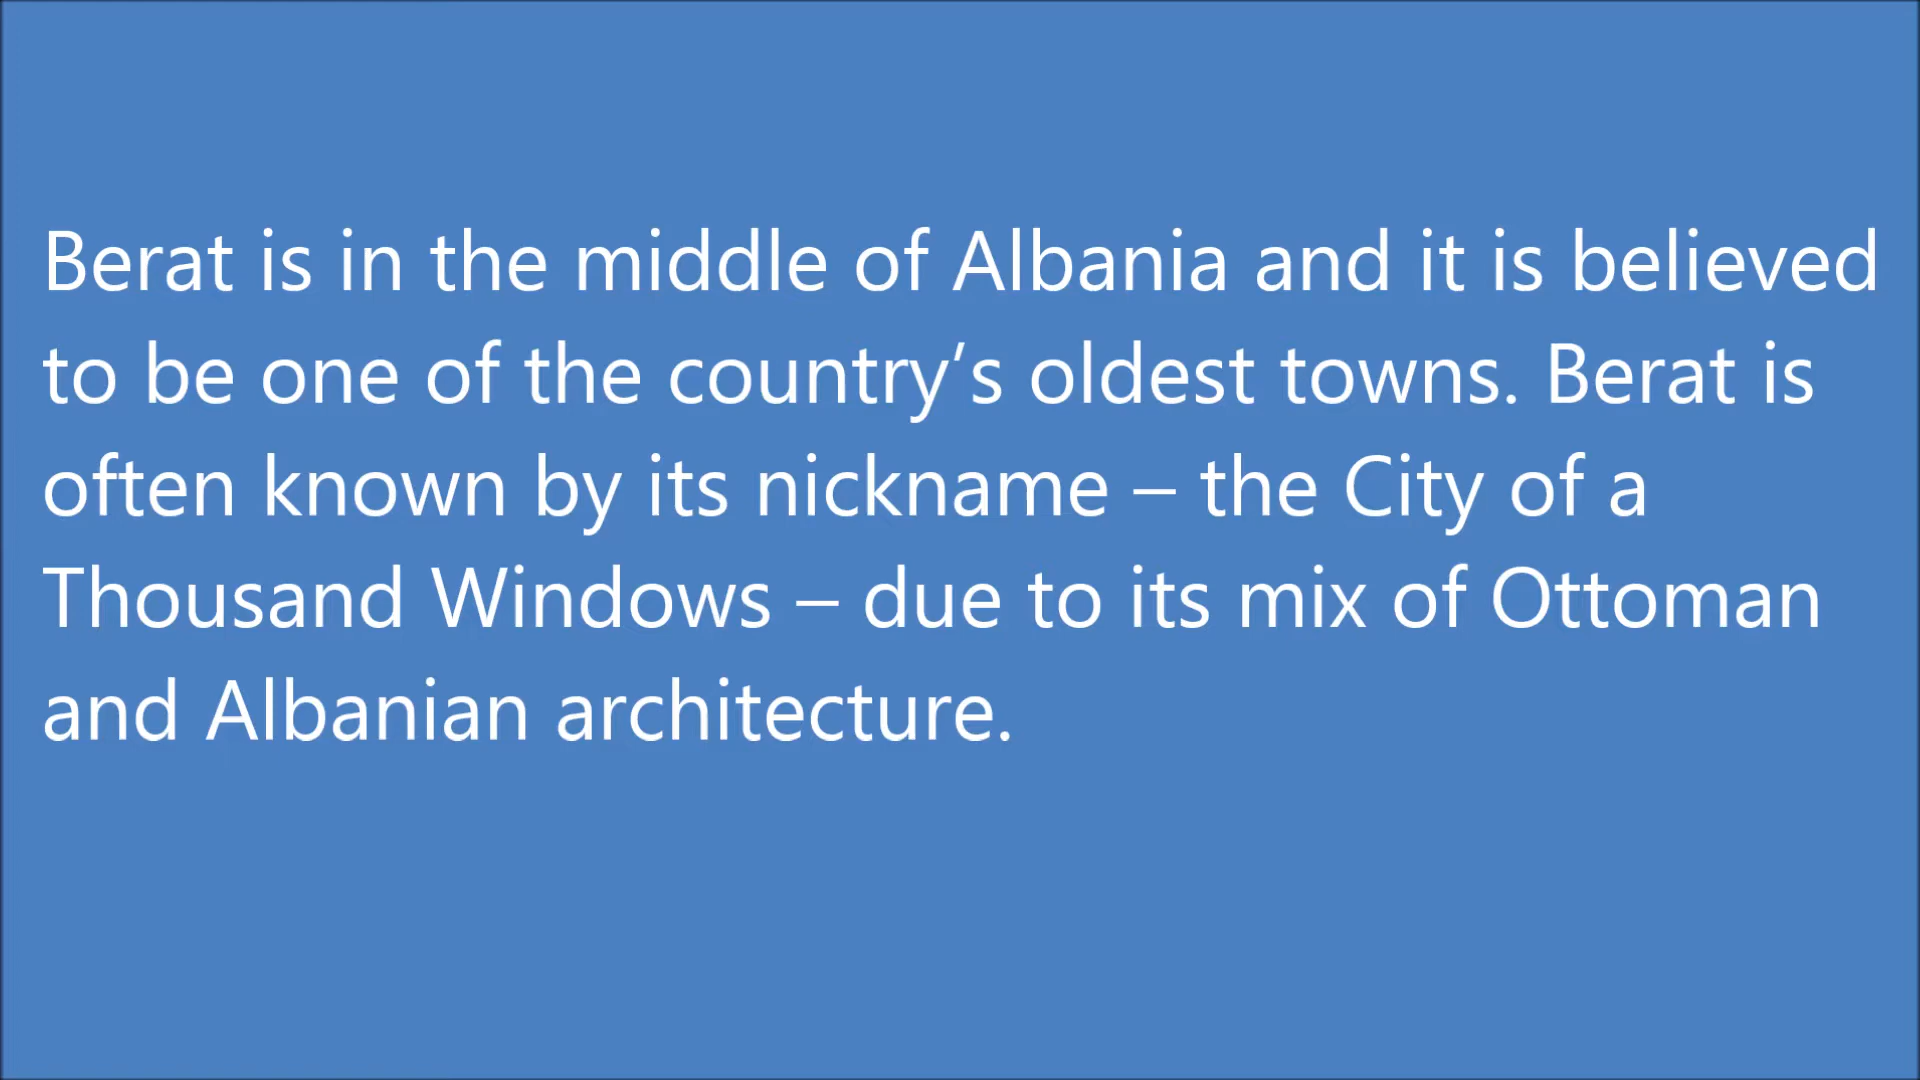 Berat is in the middle of Albania and it is believed
to be one of the country’s oldest towns. Berat is
often known by its nickname – the City of a
Thousand Windows – due to its mix of Ottoman
and Albanian architecture.